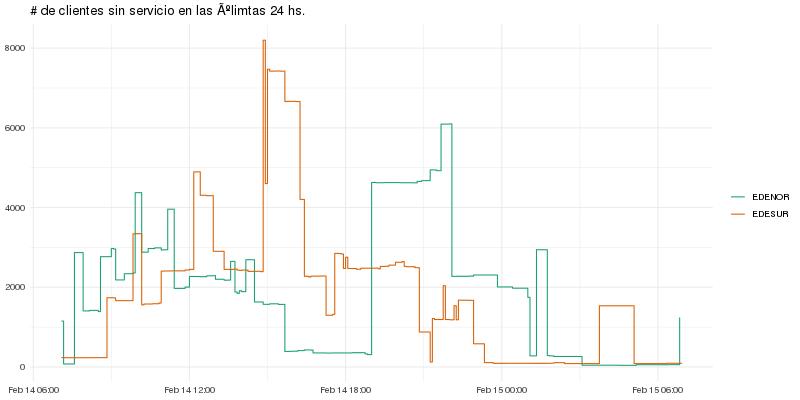 # de clientes sin servicio en las Ãºlimtas 24 hs.
8000
6000
4000
2000
0
Feb 14 06:00 Feb 14 12:00 Feb 14 18:00 Feb 15 00:00 Feb 15 06:00
EDENOR
EDESUR